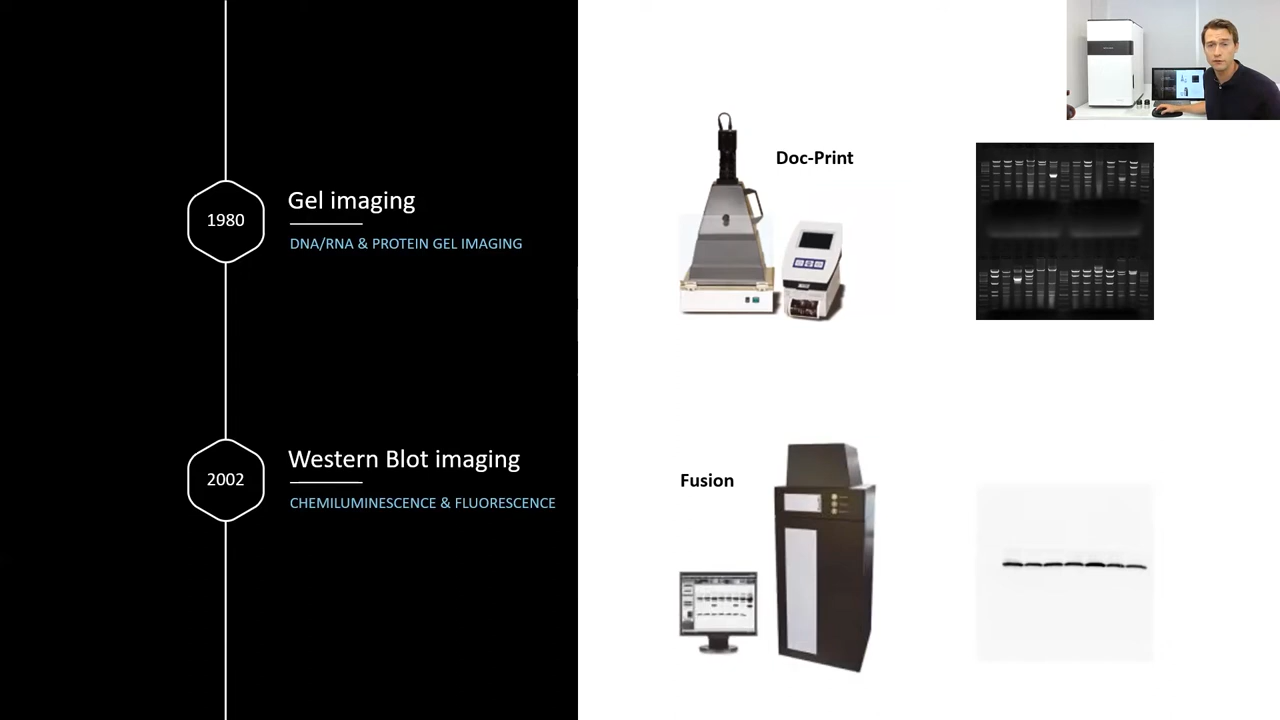 1980
Gel imaging
DNA/RNA & PROTEIN GEL IMAGING
Doc-Print
2002
Western Blot imaging
CHEMILUMINESCENCE & FLUORESCENCE
Fusion